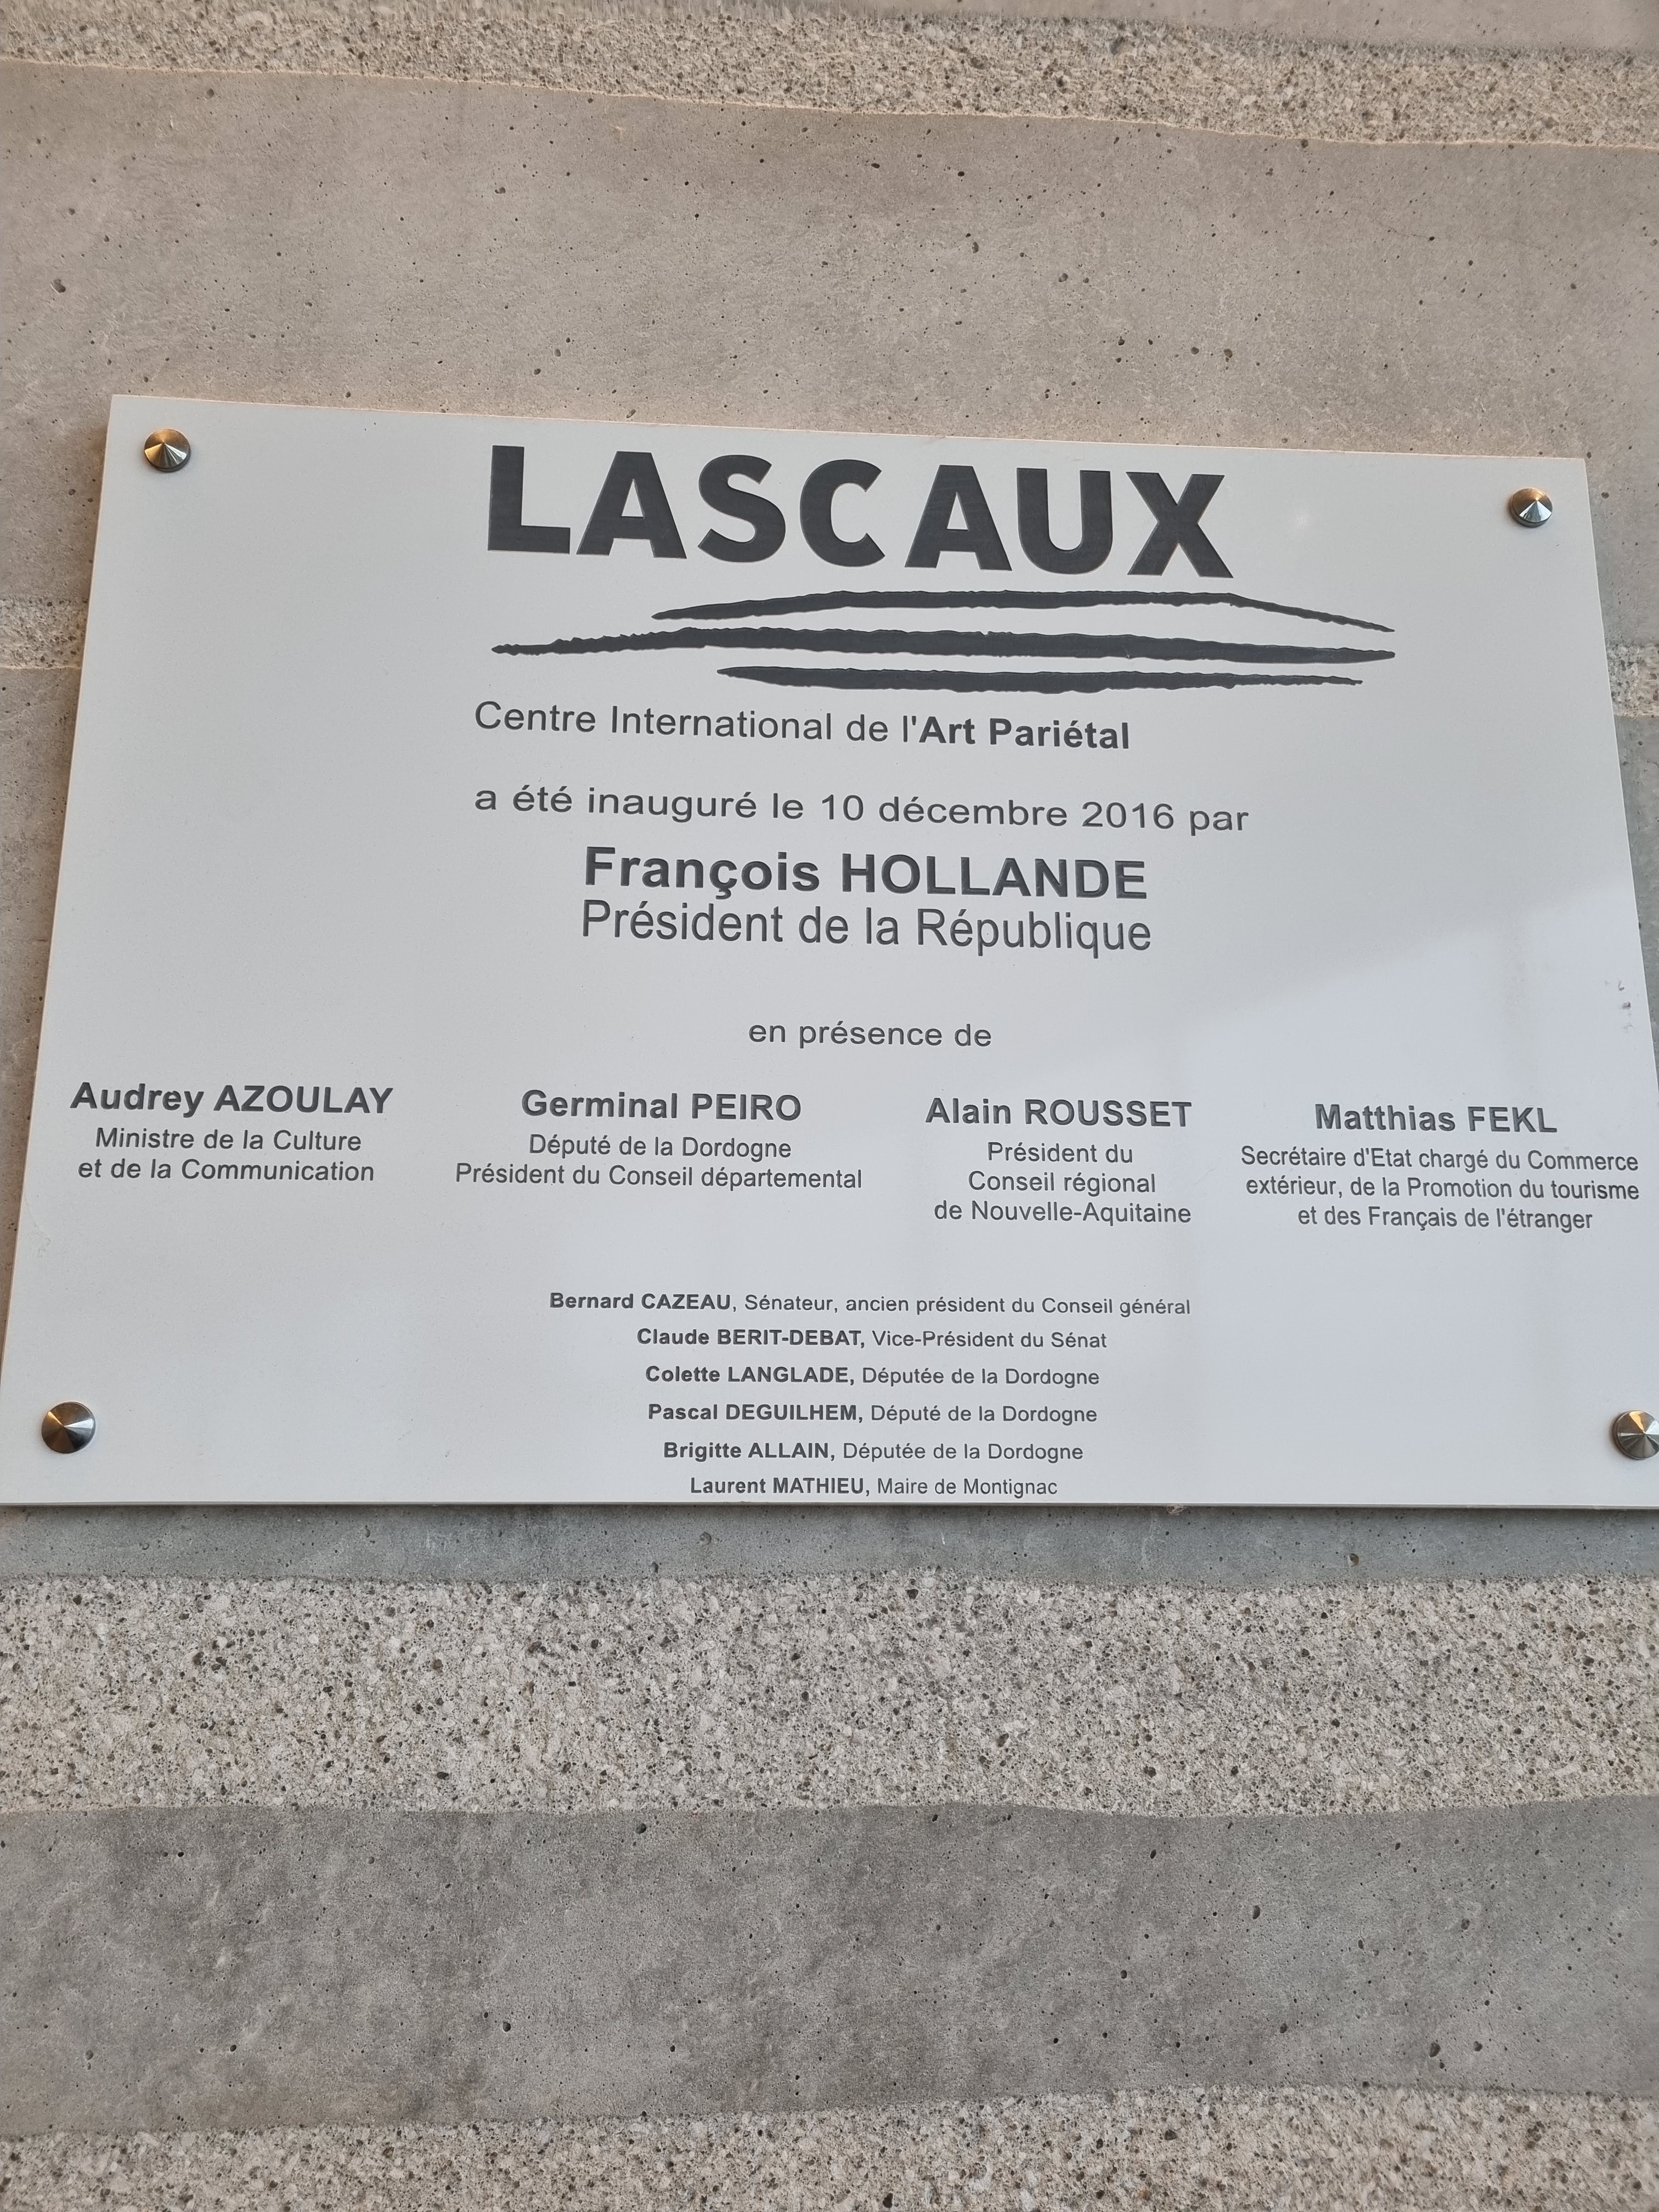 LASCAUX
Centre International de l'Art Pariétal
a été inauguré le 10 décembre 2016 par
François HOLLANDE
Président de la République
en présence de
Audrey AZOULAY
Ministre de la Culture
et de la Communication
Germinal PEIRO
Député de la Dordogne
Président du Conseil départemental
Alain ROUSSET
Président du
Conseil régional
de Nouvelle-Aquitaine
Matthias FEKL
Secrétaire d'Etat chargé du Commerce
extérieur, de la Promotion du tourisme
et des Français de l'étranger
Bernard CAZEAU, Sénateur, ancien président du Conseil général
Claude BERIT-DEBAT, Vice-Président du Sénat
Colette LANGLADE, Députée de la Dordogne
Pascal DEGUILHEM, Député de la Dordogne
Brigitte ALLAIN, Députée de la Dordogne
Laurent MATHIEU, Maire de Montignac